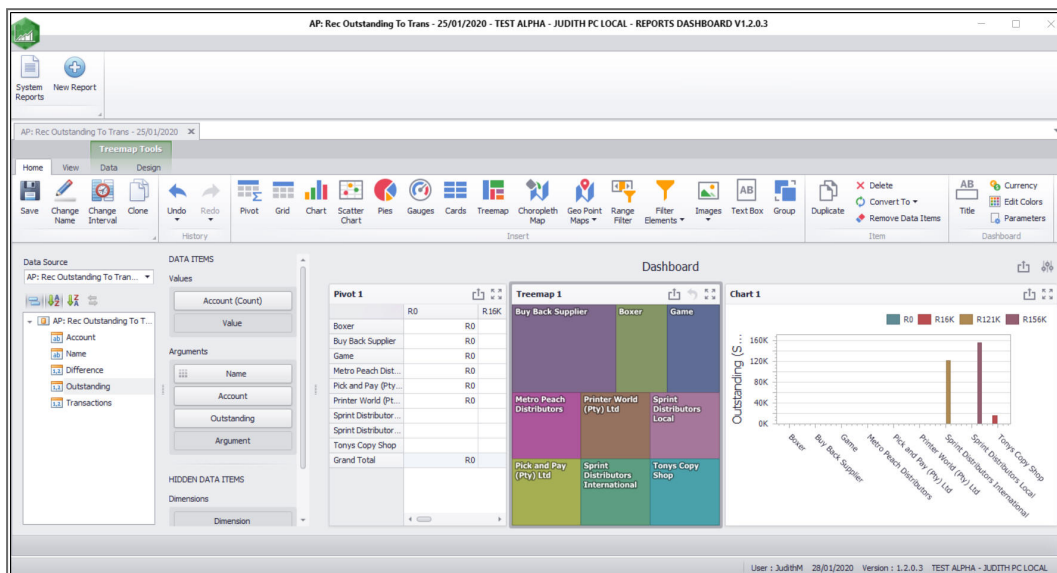 AP: Rec Outstanding To Trans - 25/01/2020 - TEST ALPHA - JUDITH PC LOCAL - REPORTS DASHBOARD V1.2.0.3
System
Reports
New Report
AP: Rec Outstanding To Trans - 25/01/2020
Treemap Tools
Home View Data Design
Save
Change
Name
Change
Interval
Clone
Undo
Redo
Pivot
Grid
Chart
Scatter
Chart
Pies
Gauges
Cards
Treemap
Choropleth
Map
Geo Point
Maps
Range
Filter
Filter
Elements
Images
AB
Text Box
Group
Duplicate
Delete
Convert To
Remove Data Items
AB
Title
Currency
Edit Colors
Parameters
History
Insert
Item
Dashboard
Data Source
AP: Rec Outstanding To Tran...
AP: Rec Outstanding To T...
ab Account
ab Name
1,2 Difference
1,2 Outstanding
1,2 Transactions
DATA ITEMS
Values
Account (Count)
Value
Arguments
Name
Account
Outstanding
Argument
HIDDEN DATA ITEMS
Dimensions
Dimension
Dashboard
Pivot 1
R0 R16K
Boxer R0
Buy Back Supplier R0
Game R0
Metro Peach Dist... R0
Pick and Pay (Pty... R0
Printer World (Pt... R0
Sprint Distributor...
Sprint Distributor...
Tonys Copy Shop
Grand Total R0
Treemap 1
Buy Back Supplier
Boxer
Game
Metro Peach
Distributors
Printer World
(Pty) Ltd
Sprint
Distributors
Local
Pick and Pay
(Pty) Ltd
Sprint
Distributors
International
Tonys Copy
Shop
Chart 1
R0 R16K R121K R156K
Outstanding (S...
160K
120K
80K
40K
0K
Boxer
Buy Back Supplier
Game
Metro Peach Distributors
Pick and Pay (Pty) Ltd
Printer World (Pty) Ltd
Sprint Distributors International
Sprint Distributors Local
Tonys Copy Shop
User : JudithM 28/01/2020 Version : 1.2.0.3 TEST ALPHA - JUDITH PC LOCAL